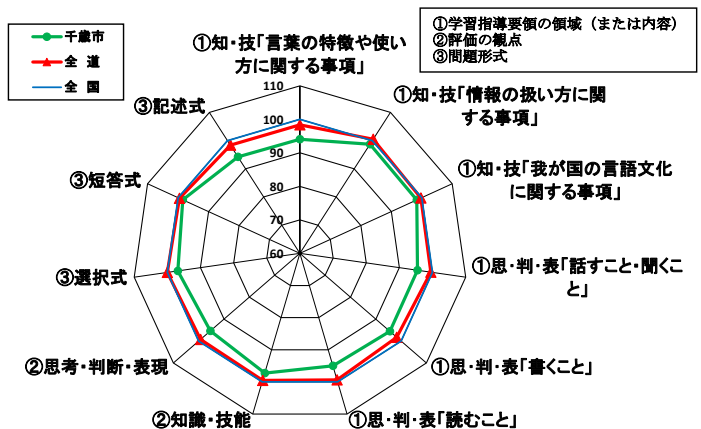 千歳市
全 道
全 国
①学習指導要領の領域（または内容）
②評価の観点
③問題形式
①知・技「言葉の特徴や使い
方に関する事項」
①知・技「情報の扱い方に関
する事項」
①知・技「我が国の言語文化
に関する事項」
①思・判・表「話すこと・聞くこ
と」
①思・判・表「書くこと」
①思・判・表「読むこと」
②知識・技能
②思考・判断・表現
③選択式
③短答式
③記述式
110
100
90
80
70
60